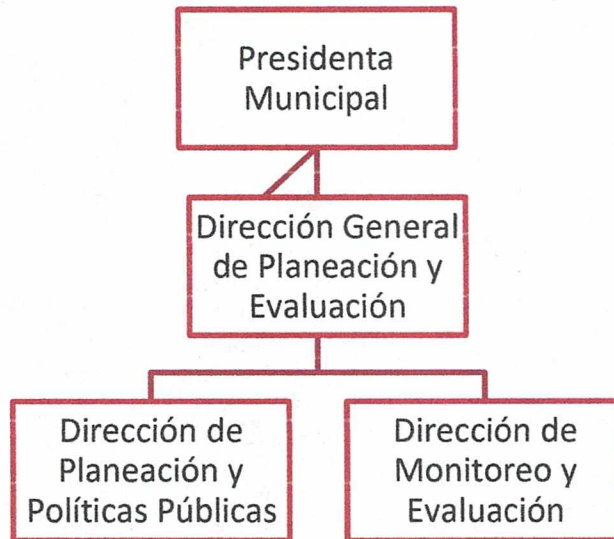 Presidenta
Municipal
Dirección General
de Planeación y
Evaluación
Dirección de
Planeación y
Políticas Públicas
Dirección de
Monitoreo y
Evaluación